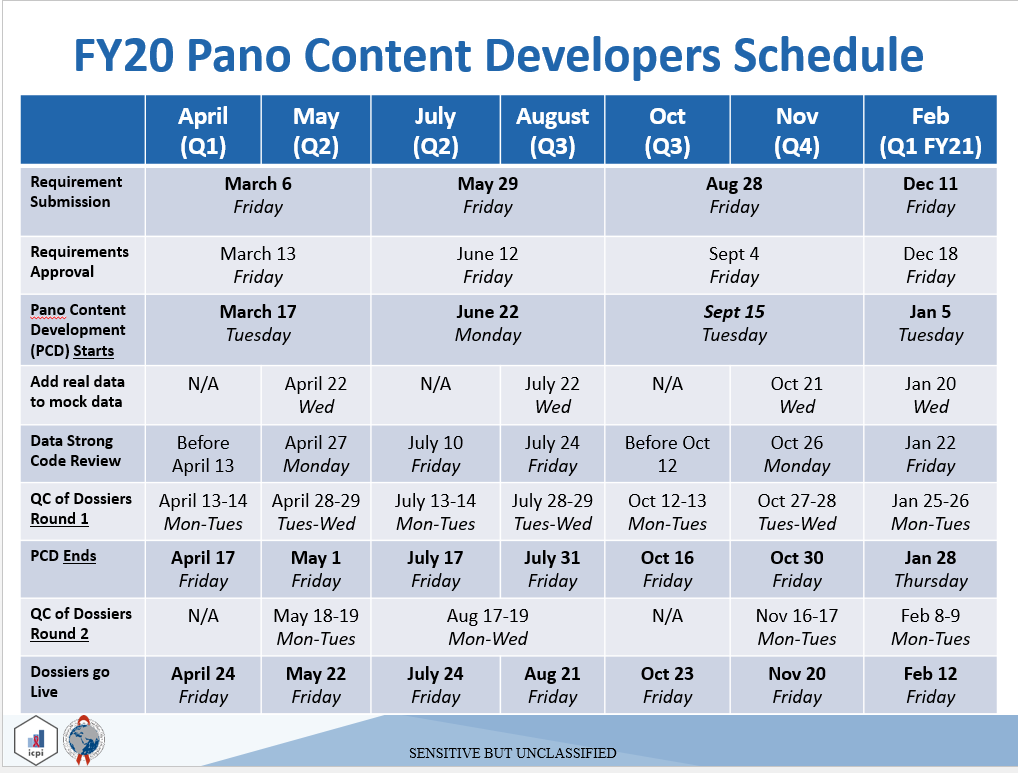 FY20 Pano Content Developers Schedule
April May July August Oct Nov Feb
(Q1) (Q2) (Q2) (Q3) (Q3) (Q4) (Q1 FY21)
Requirement Submission March 6 Friday May 29 Friday Aug 28 Friday Dec 11 Friday
Requirements Approval March 13 Friday June 12 Friday Sept 4 Friday Dec 18 Friday
Pano Content Development (PCD) Starts March 17 Tuesday June 22 Monday Sept 15 Tuesday Jan 5 Tuesday
Add real data to mock data N/A April 22 Wed N/A July 22 Wed N/A Oct 21 Wed Jan 20 Wed
Data Strong Code Review Before April 13 April 27 Monday July 10 Friday July 24 Friday Before Oct 12 Oct 26 Monday Jan 22 Friday
QC of Dossiers Round 1 April 13-14 Mon-Tues April 28-29 Tues-Wed July 13-14 Mon-Tues July 28-29 Tues-Wed Oct 12-13 Mon-Tues Oct 27-28 Tues-Wed Jan 25-26 Mon-Tues
PCD Ends April 17 Friday May 1 Friday July 17 Friday July 31 Friday Oct 16 Friday Oct 30 Friday Jan 28 Thursday
QC of Dossiers Round 2 N/A May 18-19 Mon-Tues Aug 17-19 Mon-Wed N/A Nov 16-17 Mon-Tues Feb 8-9 Mon-Tues
Dossiers go Live April 24 Friday May 22 Friday July 24 Friday Aug 21 Friday Oct 23 Friday Nov 20 Friday Feb 12 Friday
icpi
SENSITIVE BUT UNCLASSIFIED